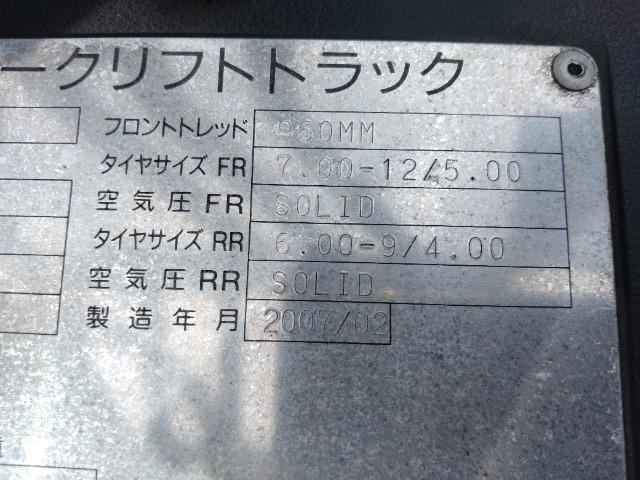 ークリフトトラック
フロントトレッド 960MM
タイヤサイズ FR 7.00-12/5.00
空気圧 FR SOLID
タイヤサイズ RR 6.00-9/4.00
空気圧 RR SOLID
製造年月 2007/02